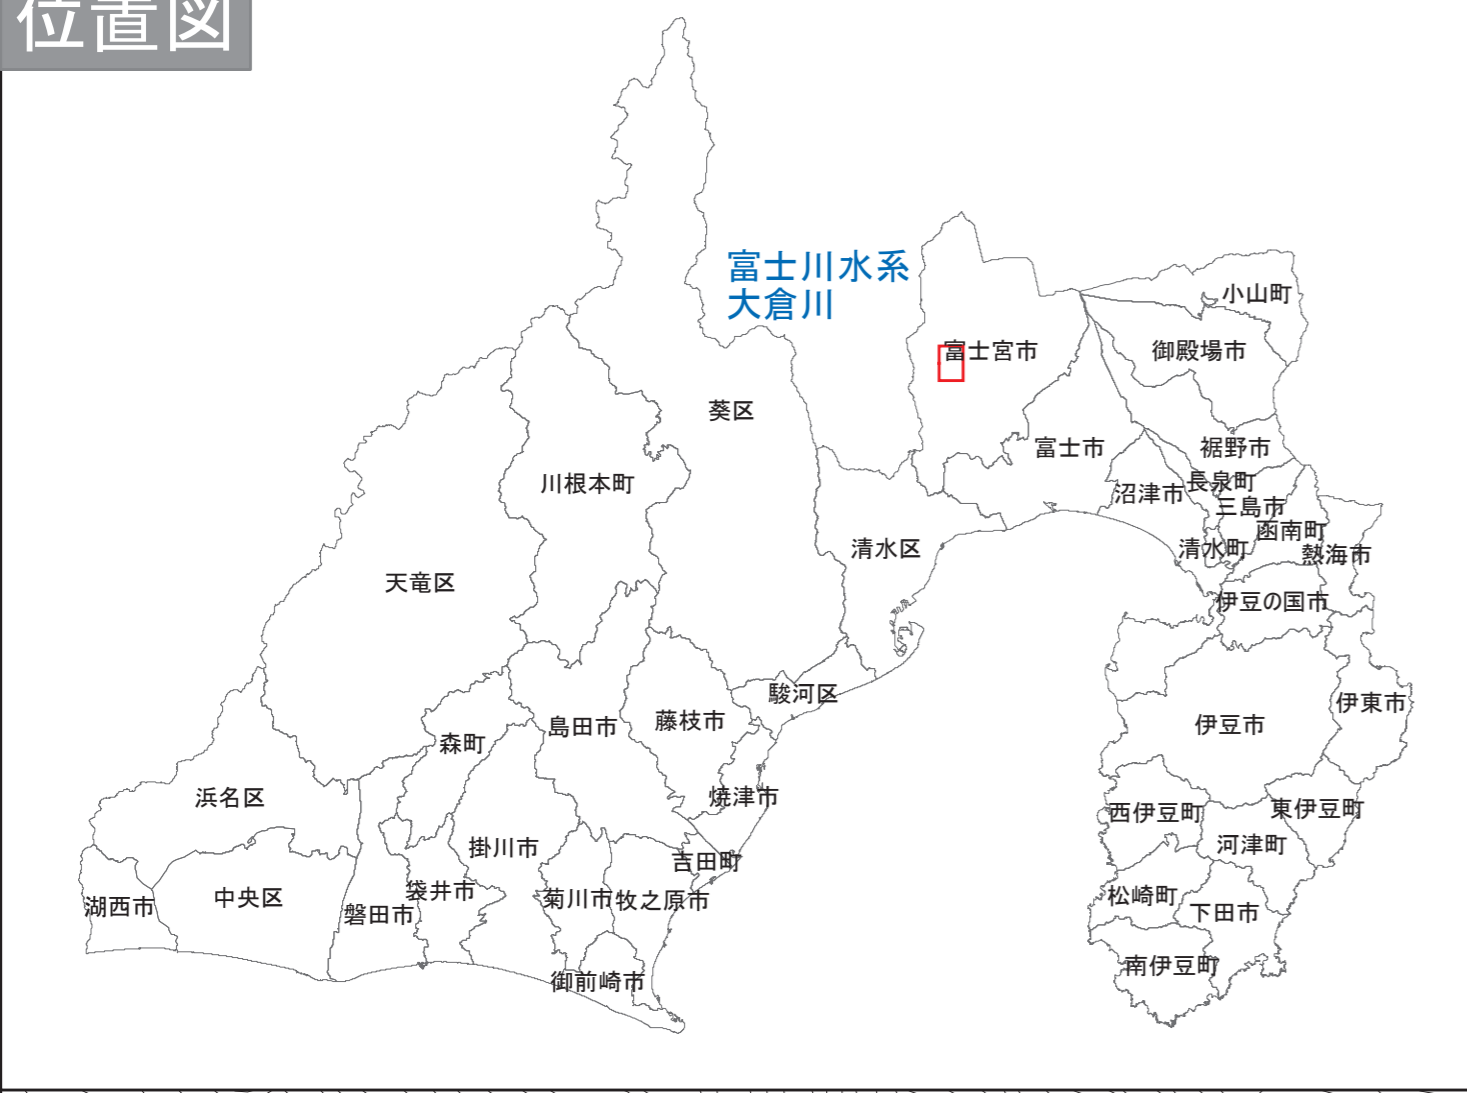 位置図
富士川水系
大倉川
小山町
富士宮市
御殿場市
葵区
富士市
裾野市
川根本町
長泉町
沼津市
三島市
函南町
清水区
清水町
熱海市
天竜区
伊豆の国市
駿河区
伊東市
藤枝市
伊豆市
島田市
森町
浜名区
焼津市
東伊豆町
西伊豆町
河津町
掛川市
吉田町
袋井市
松崎町
中央区
菊川市
牧之原市
湖西市
磐田市
下田市
南伊豆町
御前崎市